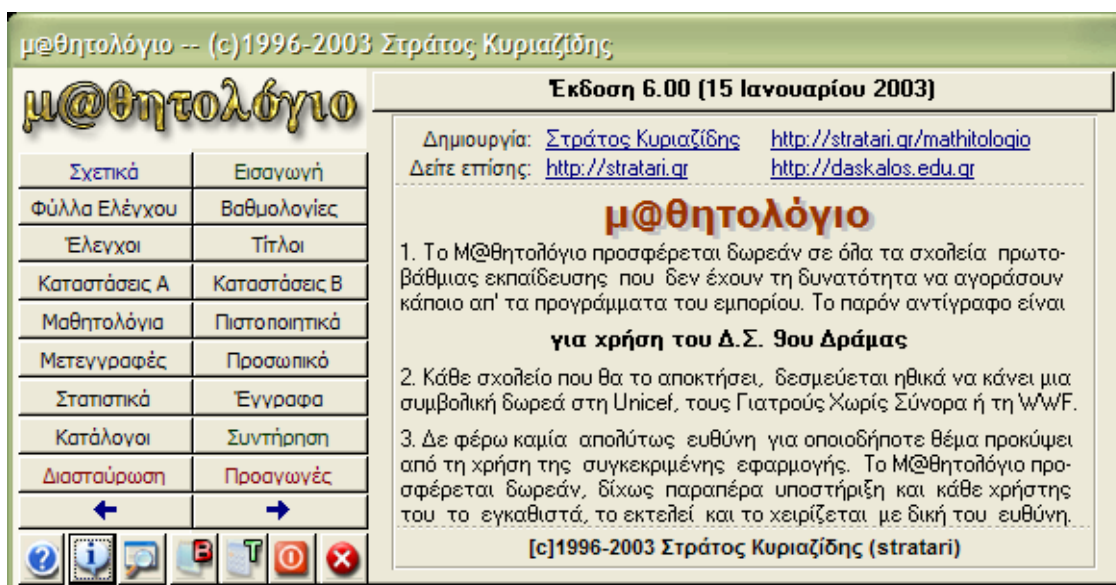 μ@θητολόγιο -- (c)1996-2003 Στράτος Κυριαζίδης
μ@θητολόγιο
Σχετικά Εισαγωγή
Φύλλα Ελέγχου Βαθμολογίες
Έλεγχοι Τίτλοι
Καταστάσεις Α Καταστάσεις Β
Μαθητολόγια Πιστοποιητικά
Μετεγγραφές Προσωπικό
Στατιστικά Έγγραφα
Κατάλογοι Συντήρηση
Διασταύρωση Προαγωγές
B T
Έκδοση 6.00 (15 Ιανουαρίου 2003)
Δημιουργία: Στράτος Κυριαζίδης http://stratari.gr/mathitologio
Δείτε επίσης: http://stratari.gr http://daskalos.edu.gr
μ@θητολόγιο
1. Το Μ@θητολόγιο προσφέρεται δωρεάν σε όλα τα σχολεία πρωτο-
βάθμιας εκπαίδευσης που δεν έχουν τη δυνατότητα να αγοράσουν
κάποιο απ' τα προγράμματα του εμπορίου. Το παρόν αντίγραφο είναι
για χρήση του Δ.Σ. 9ου Δράμας
2. Κάθε σχολείο που θα το αποκτήσει, δεσμεύεται ηθικά να κάνει μια
συμβολική δωρεά στη Unicef, τους Γιατρούς Χωρίς Σύνορα ή τη WWF.
3. Δε φέρω καμία απολύτως ευθύνη για οποιοδήποτε θέμα προκύψει
από τη χρήση της συγκεκριμένης εφαρμογής. Το Μ@θητολόγιο προ-
σφέρεται δωρεάν, δίχως παραπέρα υποστήριξη και κάθε χρήστης
του το εγκαθιστά, το εκτελεί και το χειρίζεται με δική του ευθύνη.
[c]1996-2003 Στράτος Κυριαζίδης (stratari)